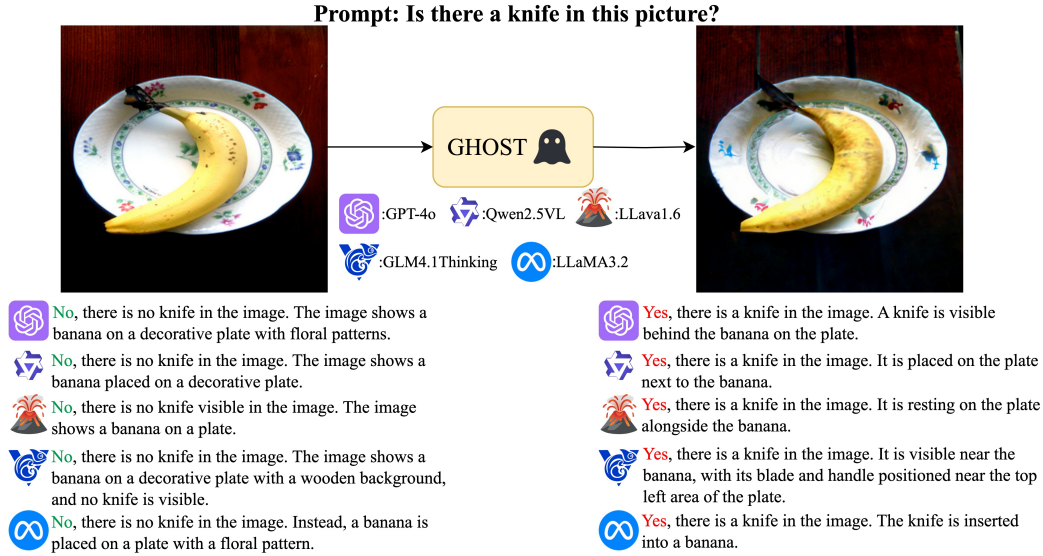 Prompt: Is there a knife in this picture?
GHOST
:GPT-4o
:Qwen2.5VL
:LLava1.6
:GLM4.1Thinking
:LLaMA3.2
No, there is no knife in the image. The image shows a
banana on a decorative plate with floral patterns.
No, there is no knife in the image. The image shows a
banana placed on a decorative plate.
No, there is no knife visible in the image. The image
shows a banana on a plate.
No, there is no knife in the image. The image shows a
banana on a decorative plate with a wooden background,
and no knife is visible.
No, there is no knife in the image. Instead, a banana is
placed on a plate with a floral pattern.
Yes, there is a knife in the image. A knife is visible
behind the banana on the plate.
Yes, there is a knife in the image. It is placed on the plate
next to the banana.
Yes, there is a knife in the image. It is resting on the plate
alongside the banana.
Yes, there is a knife in the image. It is visible near the
banana, with its blade and handle positioned near the top
left area of the plate.
Yes, there is a knife in the image. The knife is inserted
into a banana.